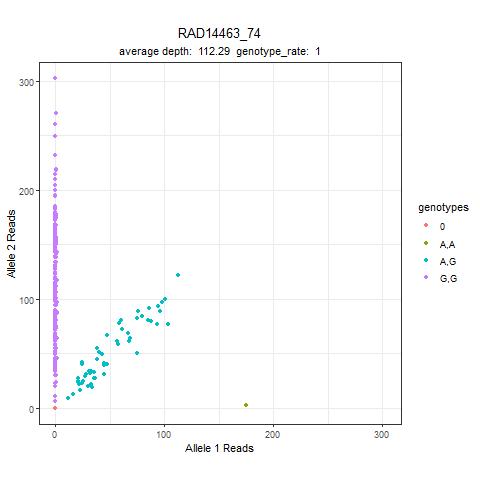 RAD14463_74
average depth: 112.29 genotype_rate: 1
300
200
100
0
Allele 2 Reads
0 100 200 300
Allele 1 Reads
genotypes
0
A,A
A,G
G,G